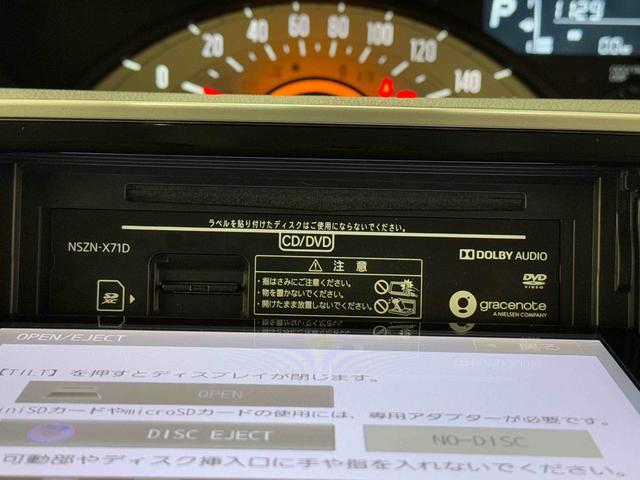 P
1129
0
20
40
60
80
100
120
140
ラベルを貼り付けたディスクはご使用にならないでください。
CD/DVD
NSZN-X71D
DOLBY AUDIO
注意
・指はさみにご注意ください。
・物を置かないでください。
・開けたまま放置しないでください。
DVD
VIDEO
SD
gracenote
A NIELSEN COMPANY
OPEN/EJECT
戻る
【TILT】を押すとディスプレイが閉じます。
OPEN
iniSDカードやmicroSDカードの使用には、専用アダプターが必要です。
DISC EJECT
NO-DISC
可動部やディスク挿入口に手や指を入れないでください。